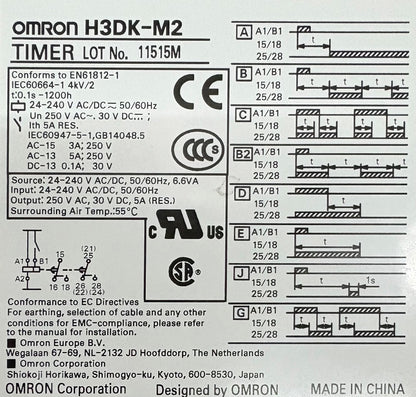 OMRON H3DK-M2
TIMER LOT No. 11515M
Conforms to EN61812-1
IEC60664-1 4kV/2
t:0.1s-1200h
24-240 V AC/DC 50/60Hz
Un 250 V AC~, 30 V DC
Ith 5A RES.
IEC60947-5-1,GB14048.5
AC-15 3A; 250 V
AC-13 5A; 250 V
DC-13 0.1A; 30 V
CE
CCC S
Source: 24-240 V AC/DC, 50/60Hz, 6.6VA
Input: 24-240 V AC/DC, 50/60Hz
Output: 250 V AC, 30 V DC, 5A (RES.)
Surrounding Air Temp.:55°C
c RU US
SA
A1 B1 15 (21) 25
A2 16 18 26 28
(22) (24)
A A1/B1
15/18 t
25/28
B A1/B1
15/18 t t
25/28
C A1/B1
15/18 t t t t
25/28
B2 A1/B1
15/18 t t
25/28
D A1/B1
15/18 t
25/28
E A1/B1
15/18 t
25/28
J A1/B1
15/18 t 1s
25/28
G A1/B1
15/18 t t t t
25/28
Conformance to EC Directives
For earthing, selection of cable and any other
conditions for EMC-compliance, please refer
to the manual for installation.
Omron Europe B.V.
Wegalaan 67-69, NL-2132 JD Hoofddorp, The Netherlands
Omron Corporation
Shiokoji Horikawa, Shimogyo-ku, Kyoto, 600-8530, Japan
OMRON Corporation Designed by OMRON MADE IN CHINA